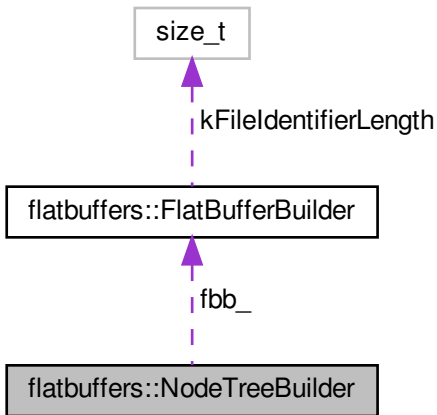 size_t
kFileIdentifierLength
flatbuffers::FlatBufferBuilder
fbb_
flatbuffers::NodeTreeBuilder